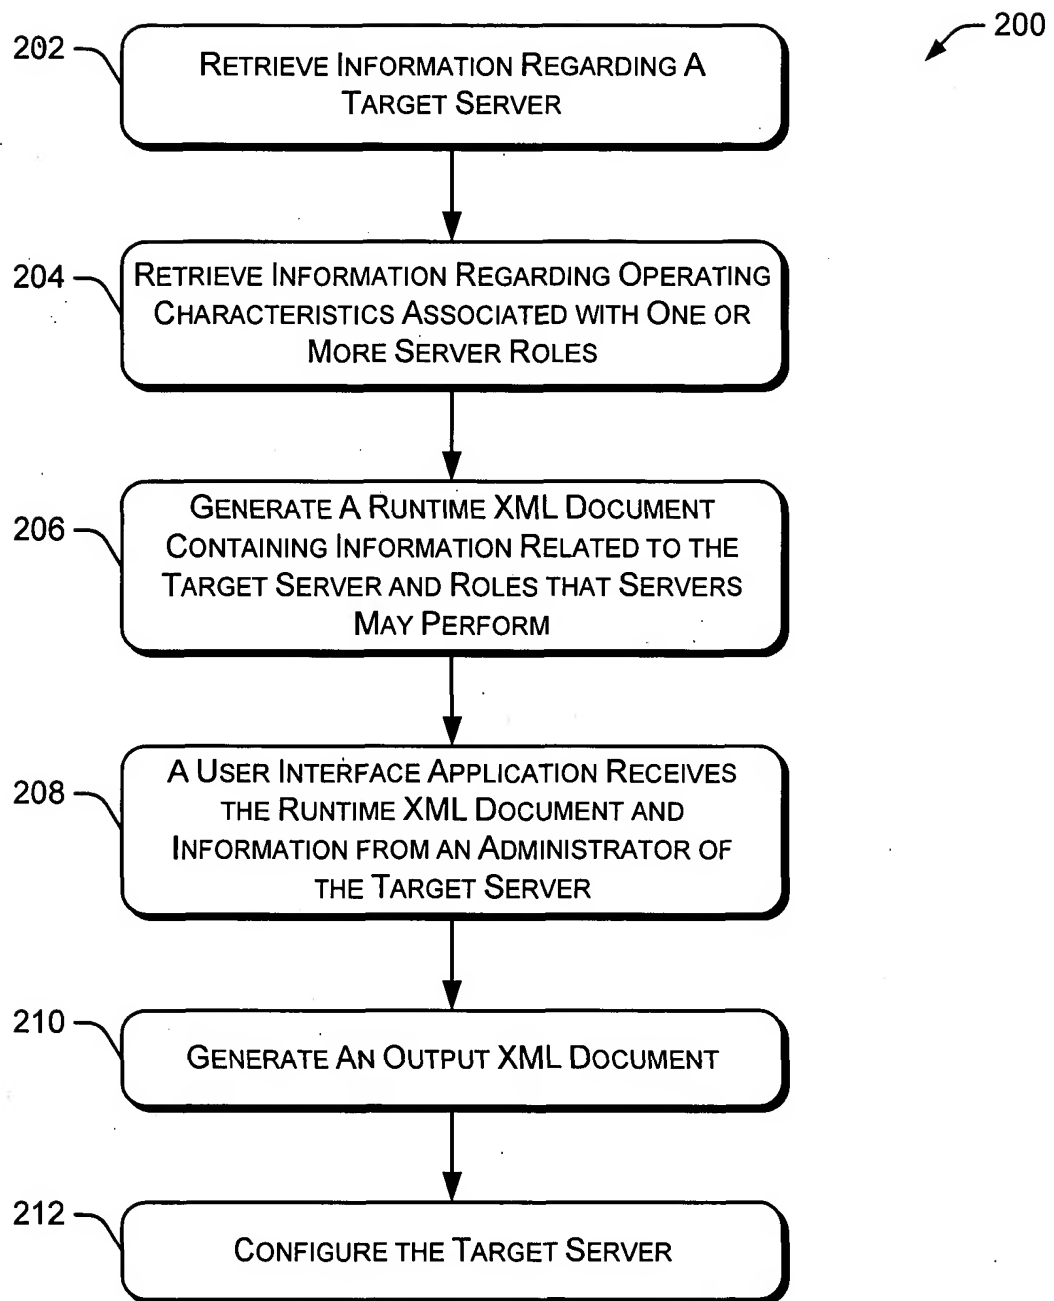 200
202
RETRIEVE INFORMATION REGARDING A
TARGET SERVER
204
RETRIEVE INFORMATION REGARDING OPERATING
CHARACTERISTICS ASSOCIATED WITH ONE OR
MORE SERVER ROLES
206
GENERATE A RUNTIME XML DOCUMENT
CONTAINING INFORMATION RELATED TO THE
TARGET SERVER AND ROLES THAT SERVERS
MAY PERFORM
208
A USER INTERFACE APPLICATION RECEIVES
THE RUNTIME XML DOCUMENT AND
INFORMATION FROM AN ADMINISTRATOR OF
THE TARGET SERVER
210
GENERATE AN OUTPUT XML DOCUMENT
212
CONFIGURE THE TARGET SERVER